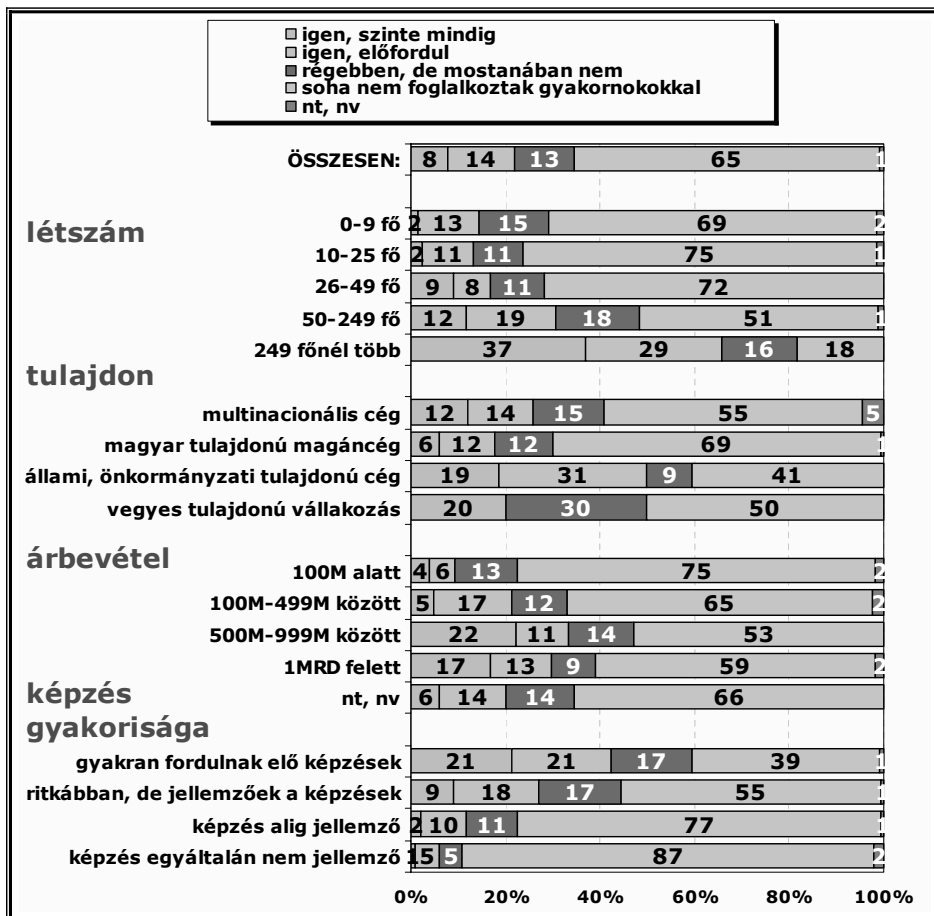 igen, szinte mindig
igen, előfordul
régebben, de mostanában nem
soha nem foglalkoztak gyakornokokkal
nt, nv
ÖSSZESEN: 8 14 13 65 1
létszám
0-9 fő 2 13 15 69 2
10-25 fő 2 11 11 75 1
26-49 fő 9 8 11 72
50-249 fő 12 19 18 51 1
249 főnél több 37 29 16 18
tulajdon
multinacionális cég 12 14 15 55 5
magyar tulajdonú magáncég 6 12 12 69 1
állami, önkormányzati tulajdonú cég 19 31 9 41
vegyes tulajdonú vállakozás 20 30 50
árbevétel
100M alatt 4 6 13 75 2
100M-499M között 5 17 12 65 2
500M-999M között 22 11 14 53
1MRD felett 17 13 9 59 2
nt, nv 6 14 14 66
képzés
gyakorisága
gyakran fordulnak elő képzések 21 21 17 39 1
ritkábban, de jellemzőek a képzések 9 18 17 55 1
képzés alig jellemző 2 10 11 77 1
képzés egyáltalán nem jellemző 1 5 5 87 2
0% 20% 40% 60% 80% 100%